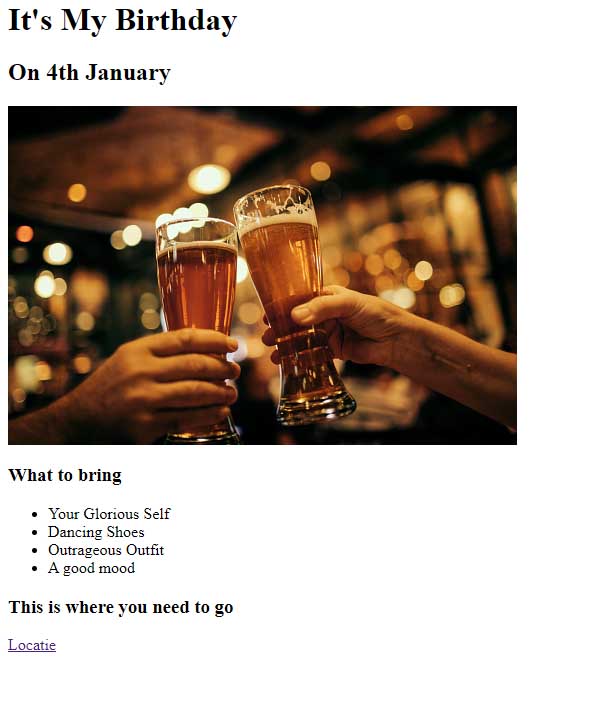 It's My Birthday
On 4th January
What to bring
Your Glorious Self
Dancing Shoes
Outrageous Outfit
A good mood
This is where you need to go
Locatie